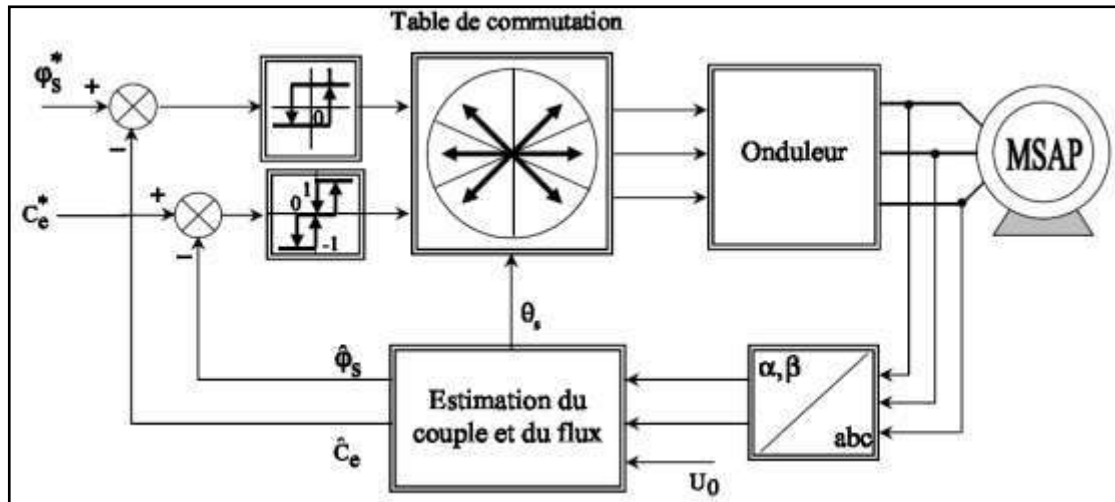 Table de commutation
φs*
+
−
1
0
Ce*
+
−
0
1
-1
Onduleur
MSAP
θs
φ̂s
Ĉe
Estimation du
couple et du flux
α, β
abc
U0